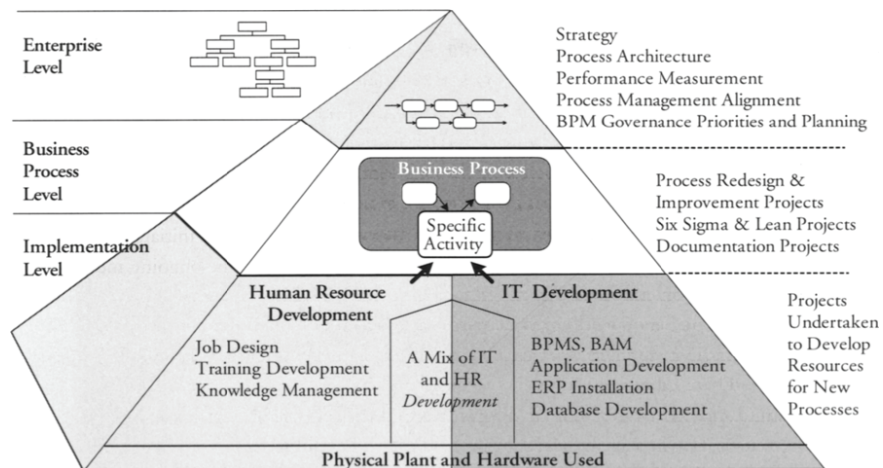 Enterprise
Level
Strategy
Process Architecture
Performance Measurement
Process Management Alignment
BPM Governance Priorities and Planning
Business
Process
Level
Business Process
Specific
Activity
Process Redesign &
Improvement Projects
Six Sigma & Lean Projects
Documentation Projects
Implementation
Level
Human Resource
Development
Job Design
Training Development
Knowledge Management
A Mix of IT
and HR
Development
IT Development
BPMS, BAM
Application Development
ERP Installation
Database Development
Projects
Undertaken
to Develop
Resources
for New
Processes
Physical Plant and Hardware Used